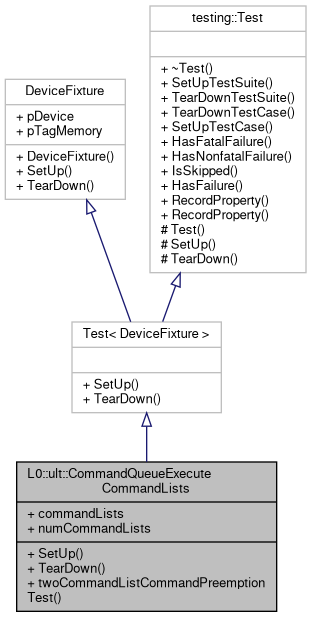 testing::Test
+ ~Test()
+ SetUpTestSuite()
+ TearDownTestSuite()
+ TearDownTestCase()
+ SetUpTestCase()
+ HasFatalFailure()
+ HasNonfatalFailure()
+ IsSkipped()
+ HasFailure()
+ RecordProperty()
+ RecordProperty()
# Test()
# SetUp()
# TearDown()
DeviceFixture
+ pDevice
+ pTagMemory
+ DeviceFixture()
+ SetUp()
+ TearDown()
Test< DeviceFixture >
+ SetUp()
+ TearDown()
L0::ult::CommandQueueExecute
CommandLists
+ commandLists
+ numCommandLists
+ SetUp()
+ TearDown()
+ twoCommandListCommandPreemption
Test()